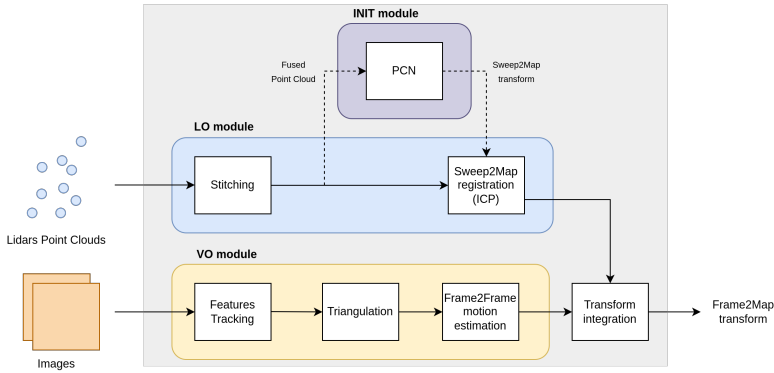 INIT module
Fused
Point Cloud
PCN
Sweep2Map
transform
LO module
Stitching
Sweep2Map
registration
(ICP)
Lidars Point Clouds
VO module
Features
Tracking
Triangulation
Frame2Frame
motion
estimation
Transform
integration
Frame2Map
transform
Images